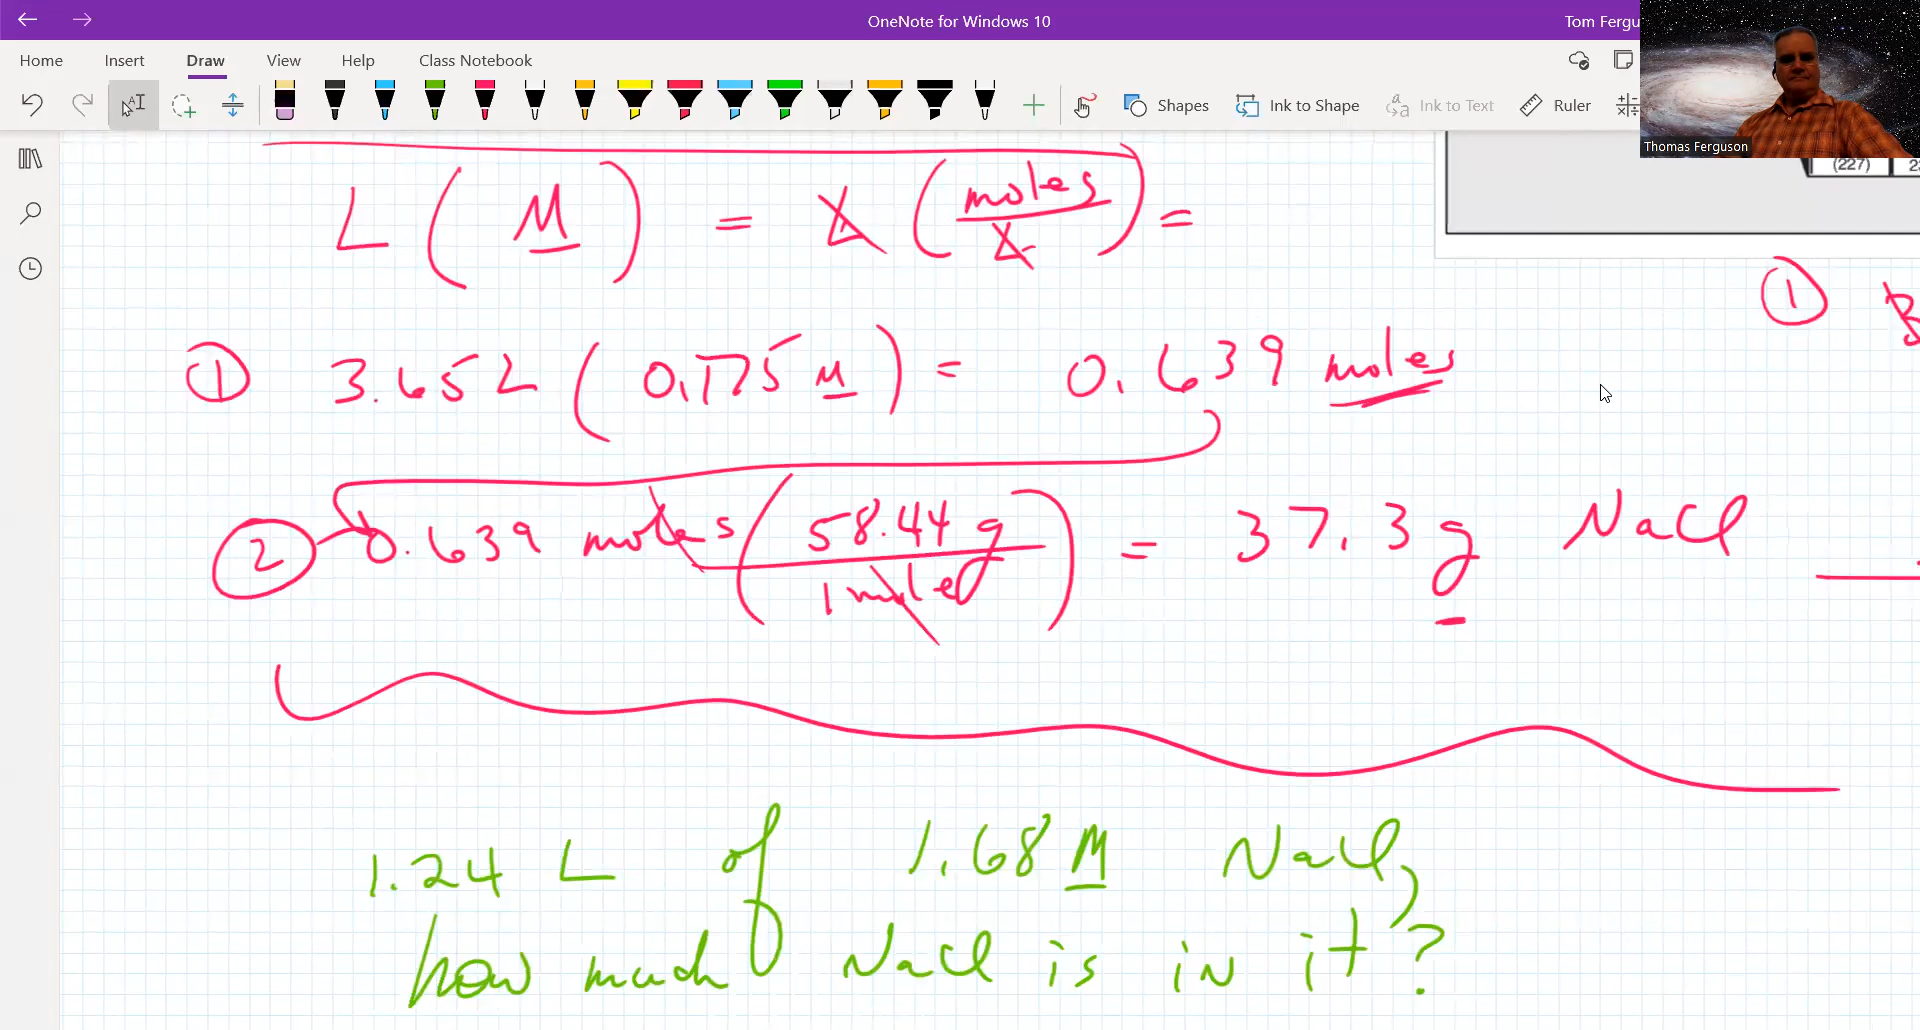 OneNote for Windows 10
Tom Fergu
Home Insert Draw View Help Class Notebook
Shapes Ink to Shape Ink to Text Ruler
Thomas Ferguson
(227) 23
L ( M ) = L ( moles / L ) =
① B
① 3.65 L ( 0.175 M ) = 0.639 moles
② 0.639 moles ( 58.44 g / 1 mole ) = 37.3 g NaCl
1.24 L of 1.68 M NaCl,
how much NaCl is in it?